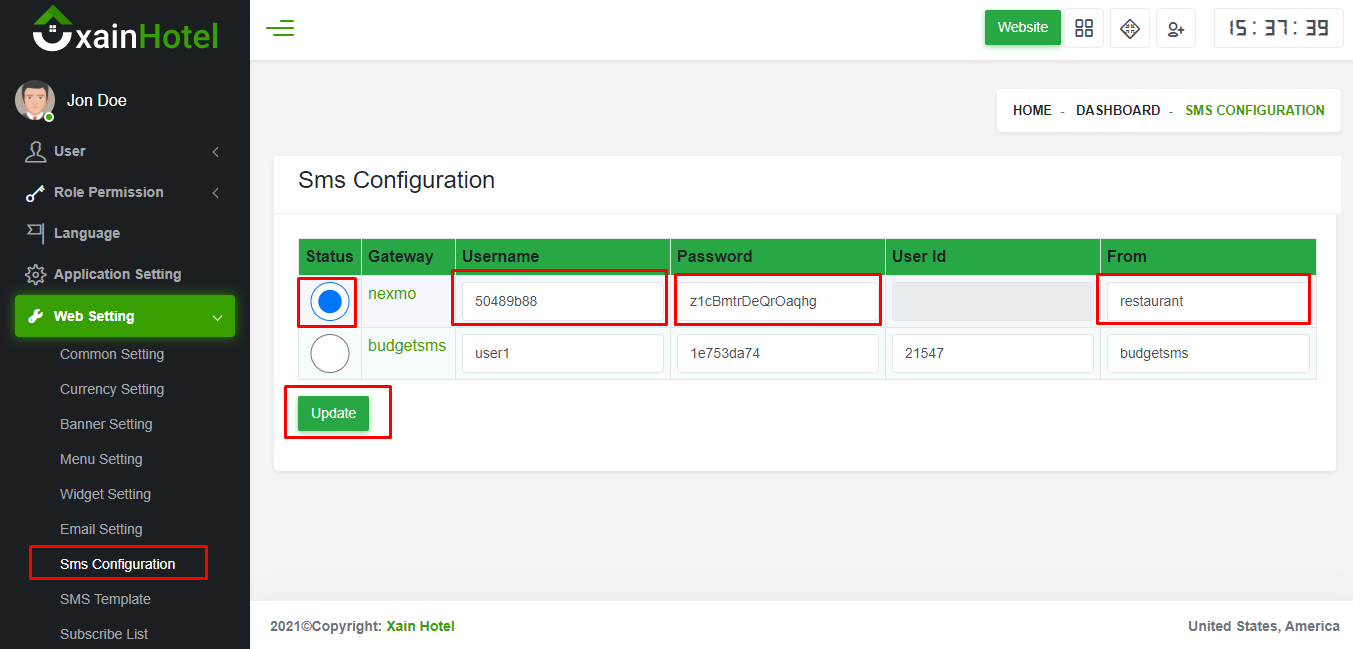 xainHotel
Jon Doe
User
Role Permission
Language
Application Setting
Web Setting
Common Setting
Currency Setting
Banner Setting
Menu Setting
Widget Setting
Email Setting
Sms Configuration
SMS Template
Subscribe List
Website
15:37:39
HOME - DASHBOARD - SMS CONFIGURATION
Sms Configuration
Status Gateway Username Password User Id From
nexmo 50489b88 z1cBmtrDeQrOaqhg restaurant
budgetsms user1 1e753da74 21547 budgetsms
Update
2021©Copyright: Xain Hotel
United States, America